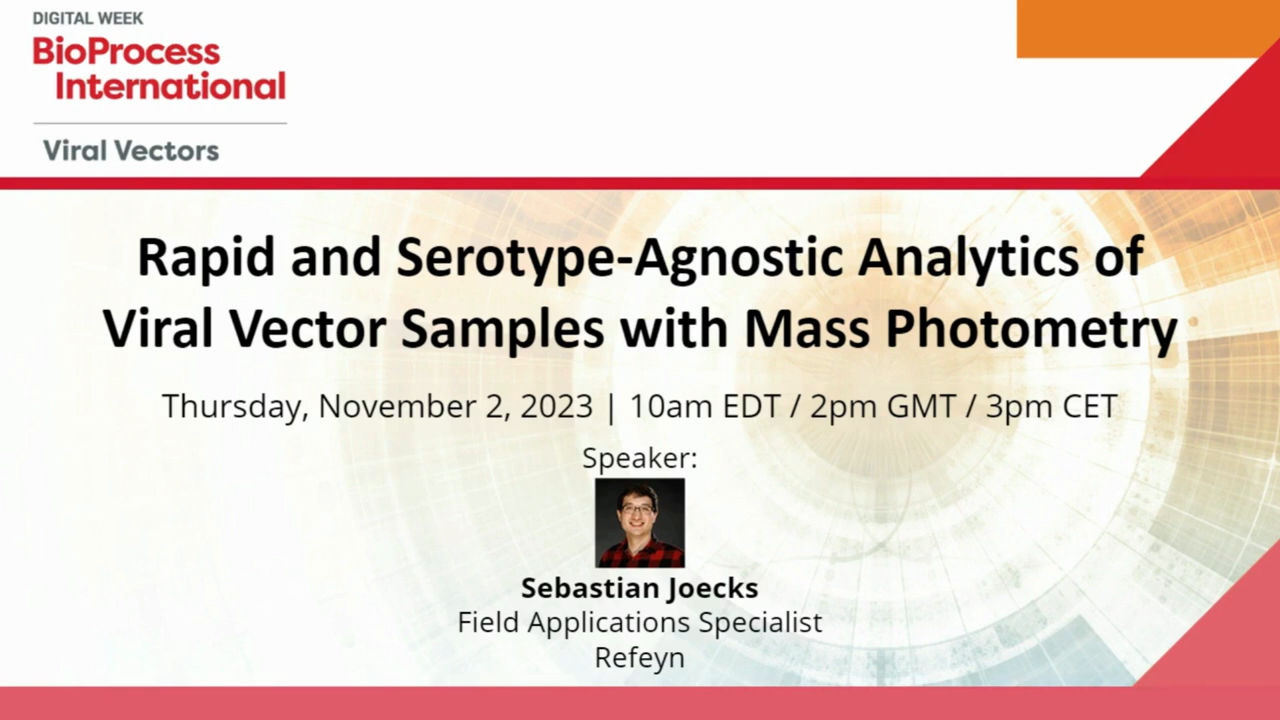 DIGITAL WEEK
BioProcess
International
Viral Vectors
Rapid and Serotype-Agnostic Analytics of
Viral Vector Samples with Mass Photometry
Thursday, November 2, 2023 | 10am EDT / 2pm GMT / 3pm CET
Speaker:
Sebastian Joecks
Field Applications Specialist
Refeyn